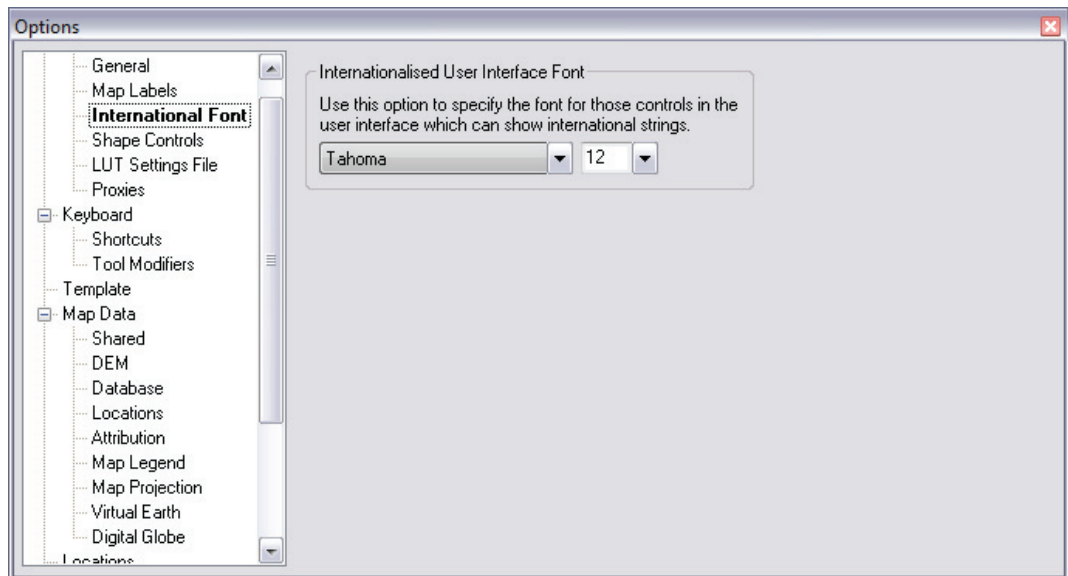 Options
General
Map Labels
International Font
Shape Controls
LUT Settings File
Proxies
Keyboard
Shortcuts
Tool Modifiers
Template
Map Data
Shared
DEM
Database
Locations
Attribution
Map Legend
Map Projection
Virtual Earth
Digital Globe
Locations
Internationalised User Interface Font
Use this option to specify the font for those controls in the
user interface which can show international strings.
Tahoma 12